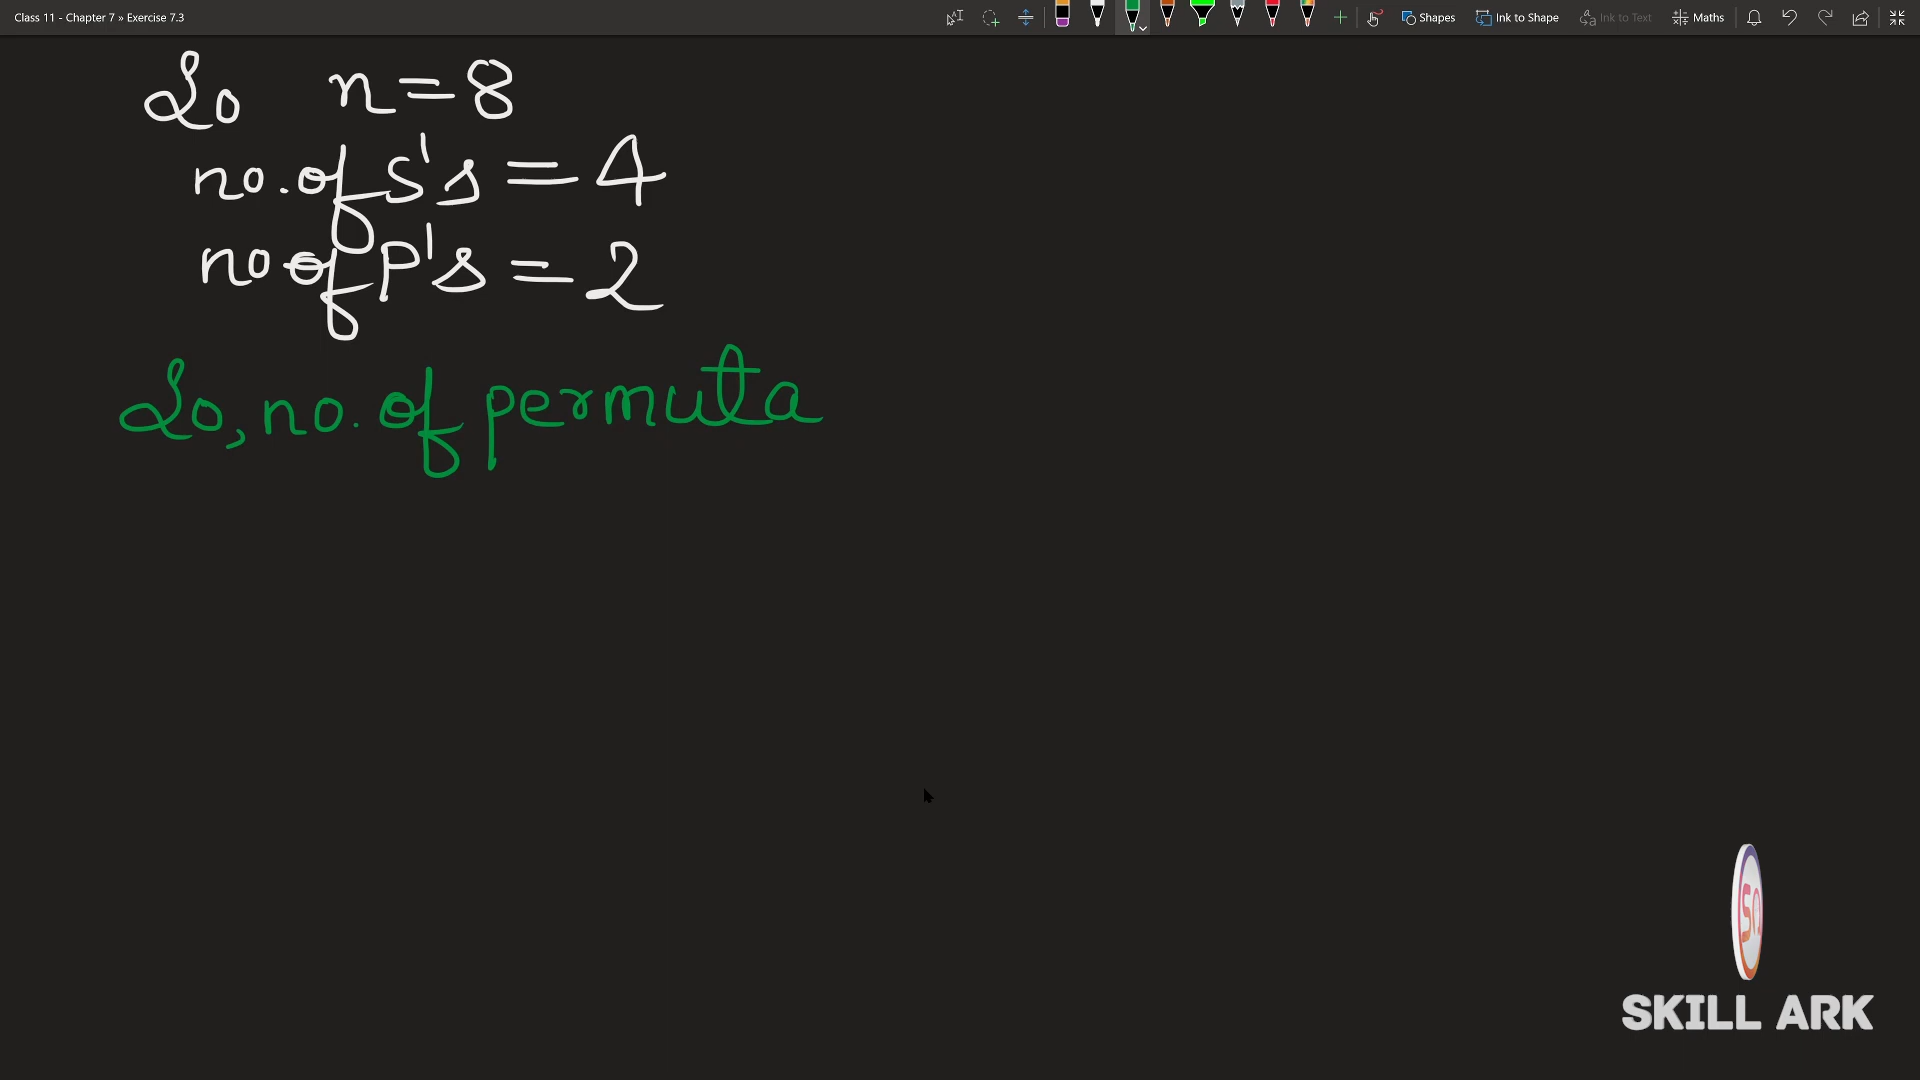 Class 11 - Chapter 7 » Exercise 7.3
Shapes Ink to Shape Ink to Text Maths
So n=8
no. of S's = 4
no of P's = 2
So, no. of permuta
SKILL ARK